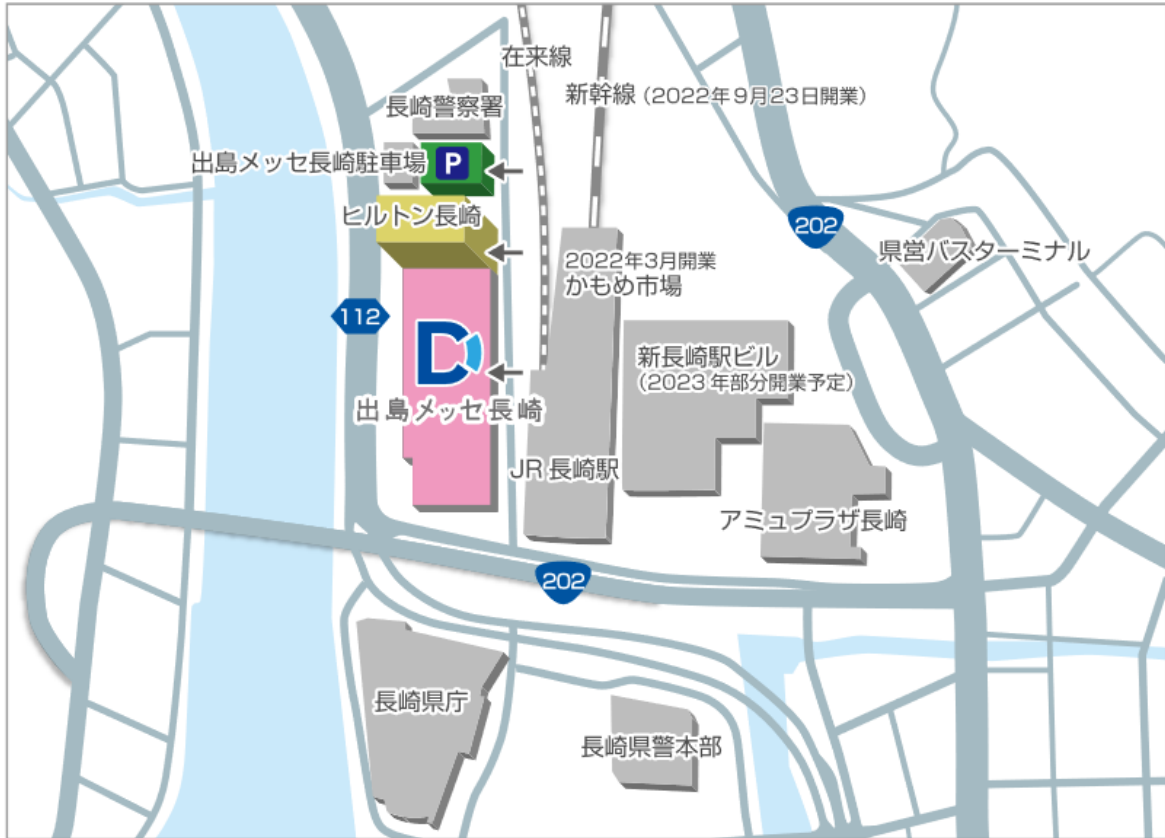 在来線
新幹線(2022年9月23日開業)
長崎警察署
出島メッセ長崎駐車場
P
ヒルトン長崎
202
県営バスターミナル
2022年3月開業
かもめ市場
112
D
新長崎駅ビル
(2023年部分開業予定)
出島メッセ長崎
JR長崎駅
アミュプラザ長崎
202
長崎県庁
長崎県警本部